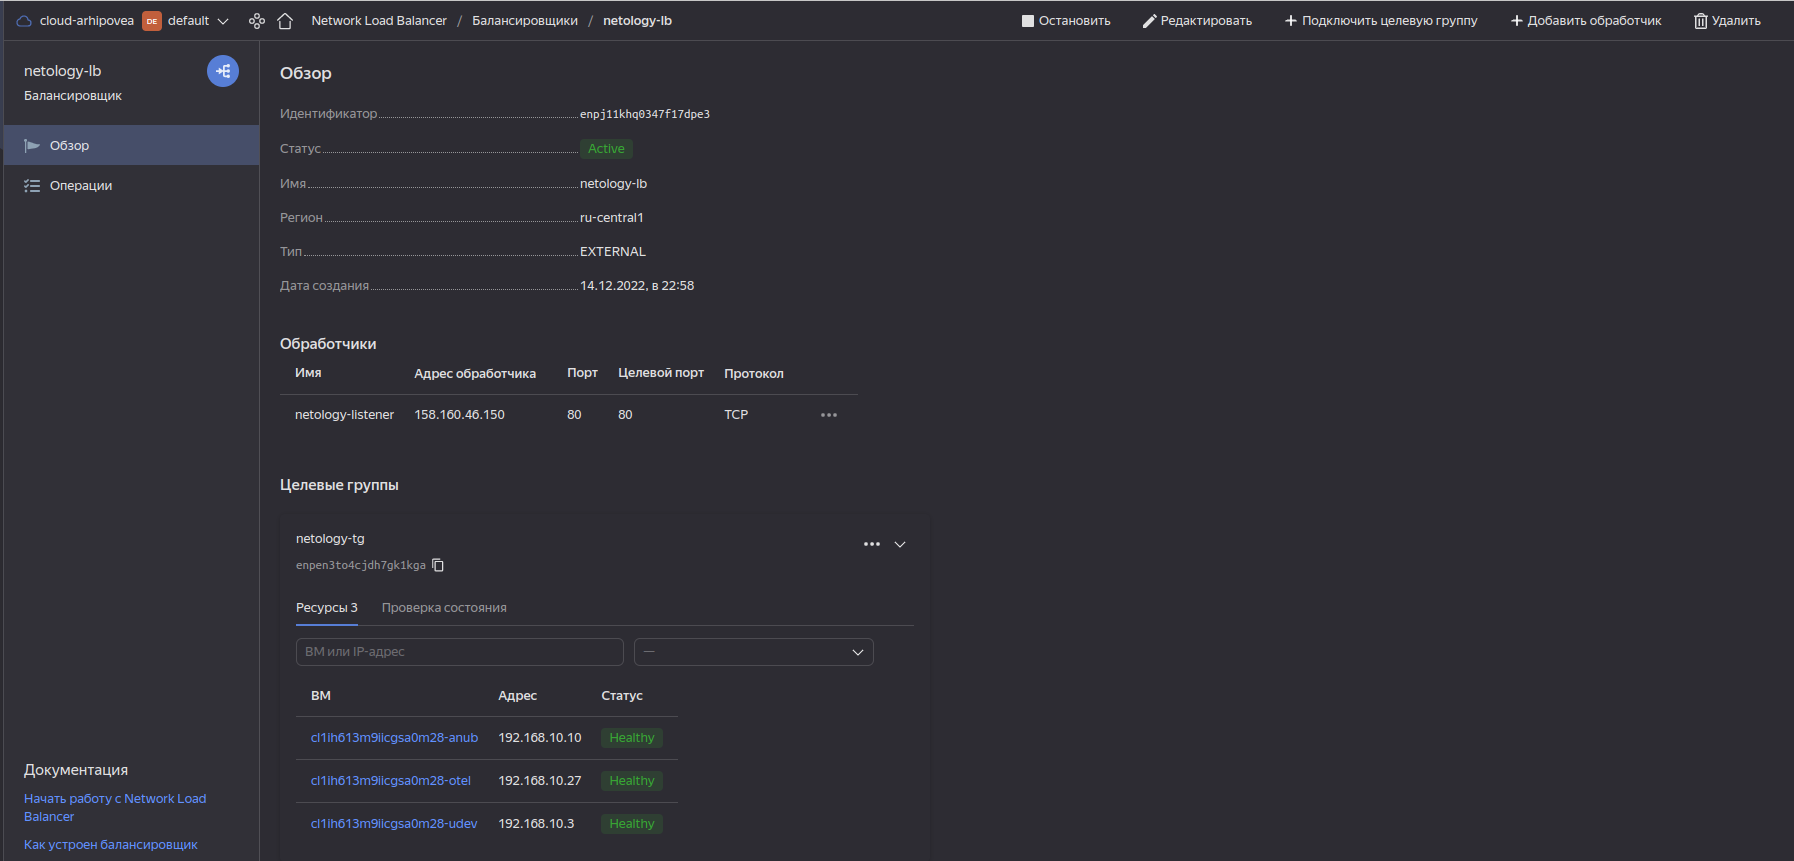 cloud-arhipovea DE default Network Load Balancer / Балансировщики / netology-lb Остановить Редактировать + Подключить целевую группу + Добавить обработчик Удалить
netology-lb
Балансировщик
Обзор
Операции
Документация
Начать работу с Network Load
Balancer
Как устроен балансировщик
Обзор
Идентификатор enpj11khq0347f17dpe3
Статус Active
Имя netology-lb
Регион ru-central1
Тип EXTERNAL
Дата создания 14.12.2022, в 22:58
Обработчики
Имя Адрес обработчика Порт Целевой порт Протокол
netology-listener 158.160.46.150 80 80 TCP
Целевые группы
netology-tg
enpen3to4cjdh7gk1kga
Ресурсы 3 Проверка состояния
ВМ или IP-адрес —
ВМ Адрес Статус
cl1ih613m9iicgsa0m28-anub 192.168.10.10 Healthy
cl1ih613m9iicgsa0m28-otel 192.168.10.27 Healthy
cl1ih613m9iicgsa0m28-udev 192.168.10.3 Healthy